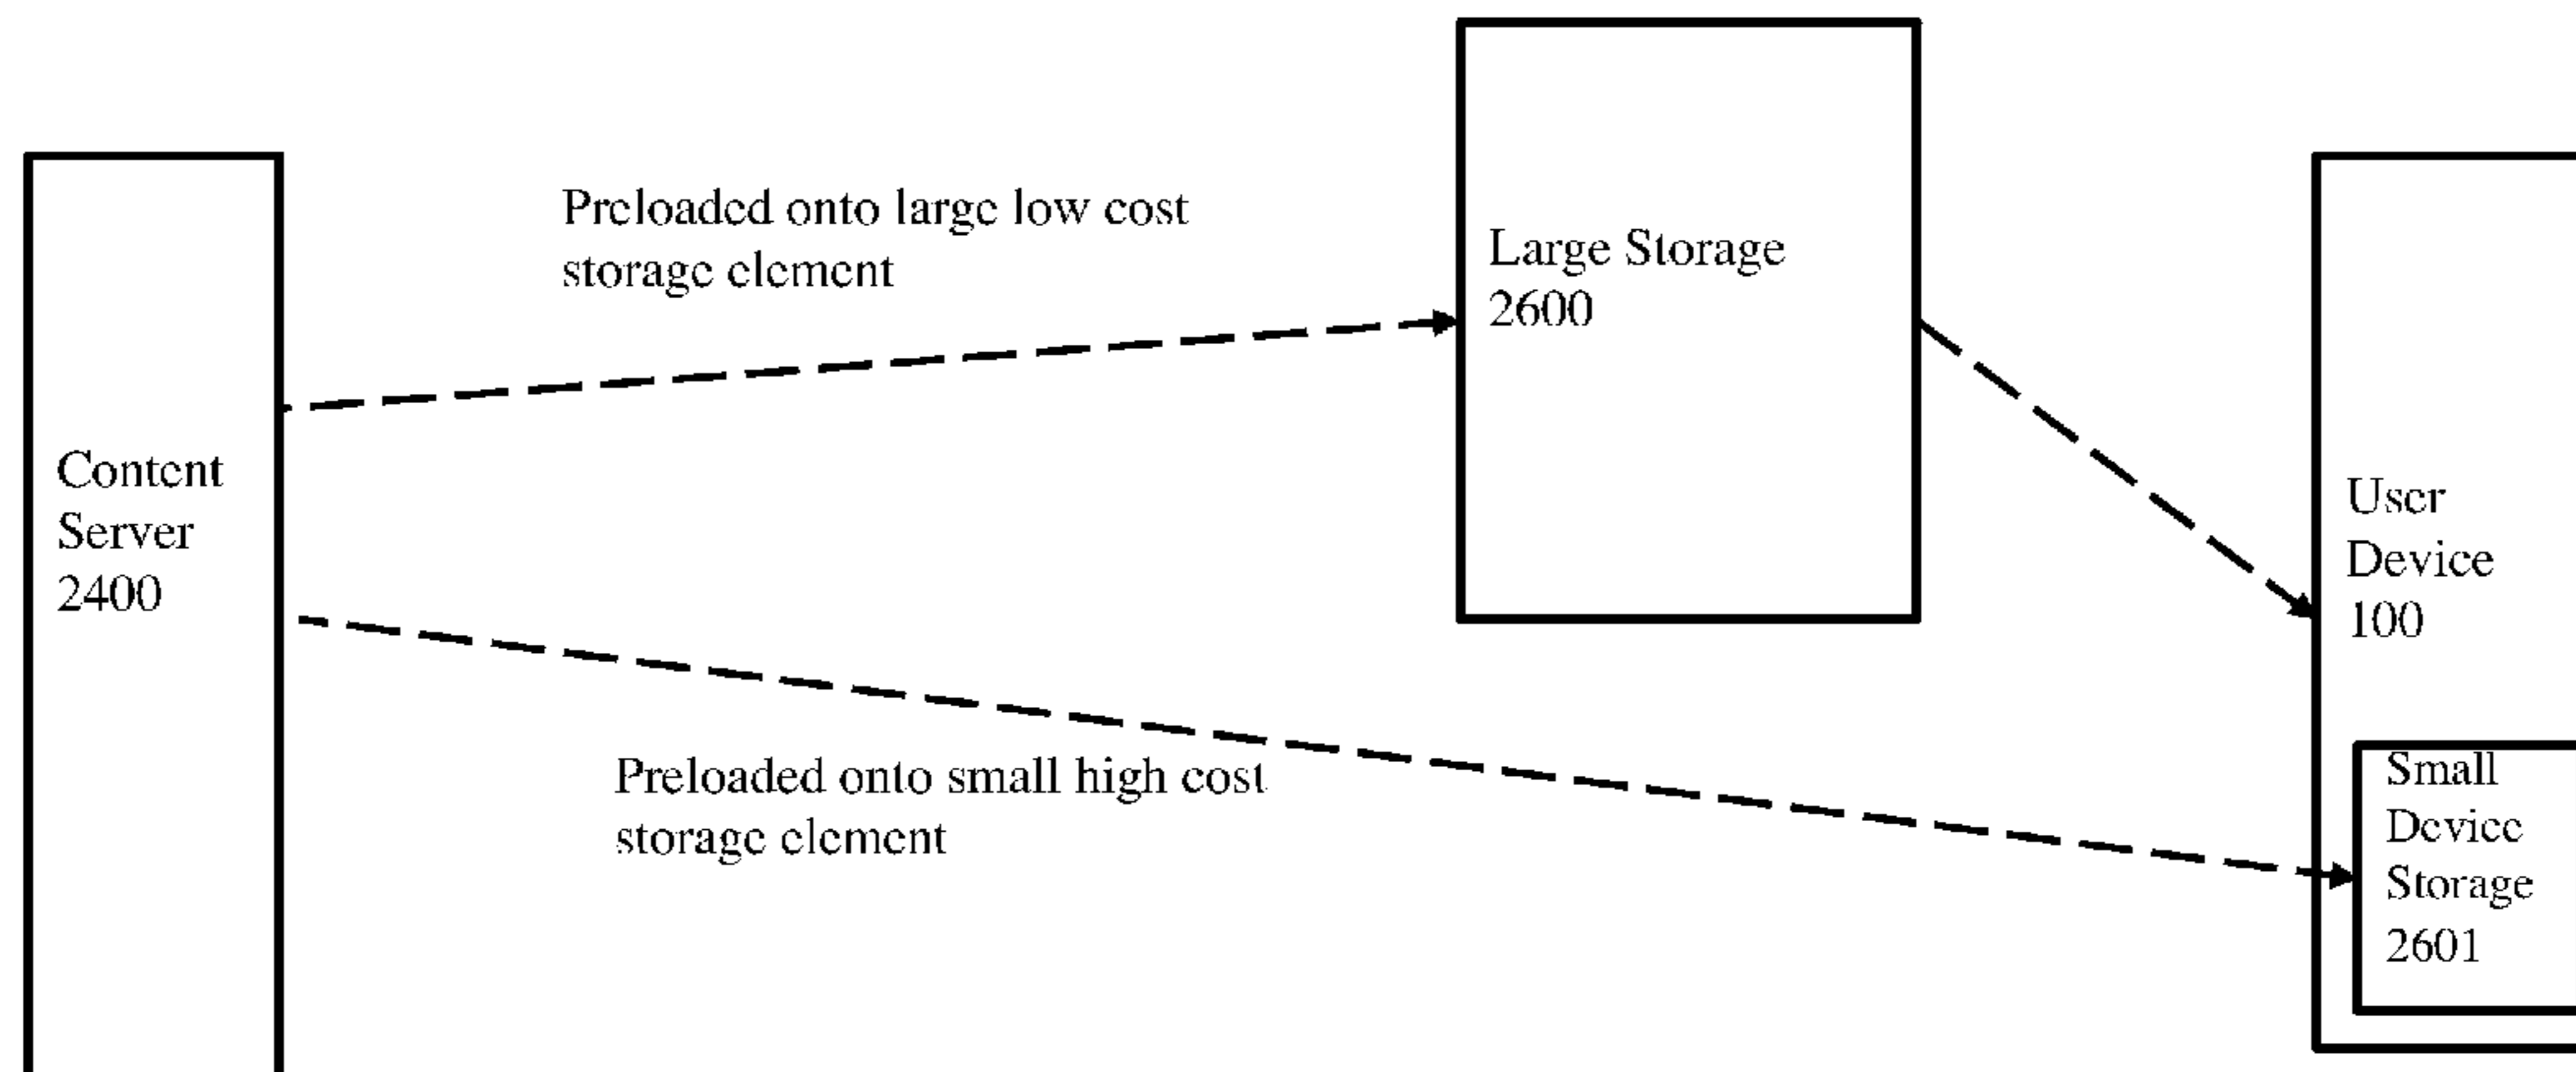 Preloaded onto large low cost
storage element
Large Storage
2600
Content
Server
2400
User
Device
100
Preloaded onto small high cost
storage element
Small
Device
Storage
2601